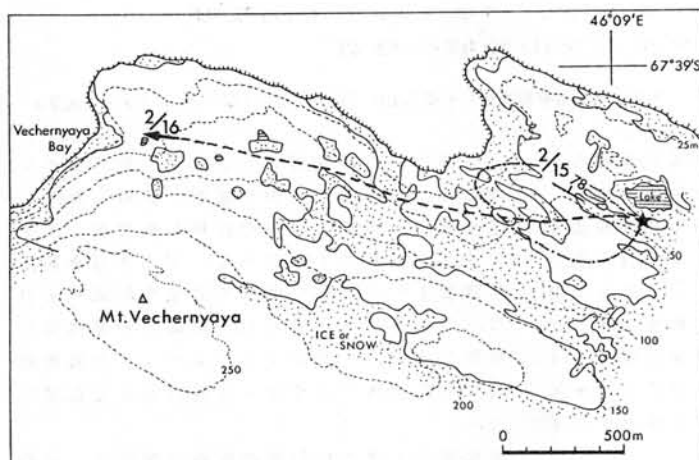 46°09'E
67°39'S
2/16
Vechernyaya
Bay
25m
2/15
78
Lake
50
Mt. Vechernyaya
ICE or
SNOW
100
250
200
150
0 500m